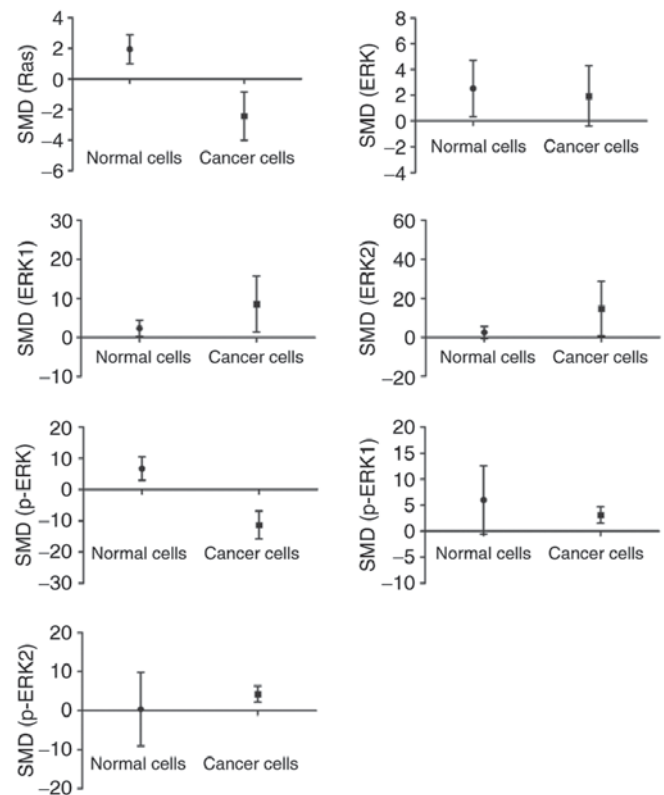 SMD (Ras)
4
2
0
−2
−4
−6
Normal cells Cancer cells
SMD (ERK)
8
6
4
2
0
−2
−4
Normal cells Cancer cells
SMD (ERK1)
30
20
10
0
−10
Normal cells Cancer cells
SMD (ERK2)
60
40
20
0
−20
Normal cells Cancer cells
SMD (p-ERK)
20
10
0
−10
−20
−30
Normal cells Cancer cells
SMD (p-ERK1)
20
15
10
5
0
−5
−10
Normal cells Cancer cells
SMD (p-ERK2)
20
10
0
−10
−20
Normal cells Cancer cells